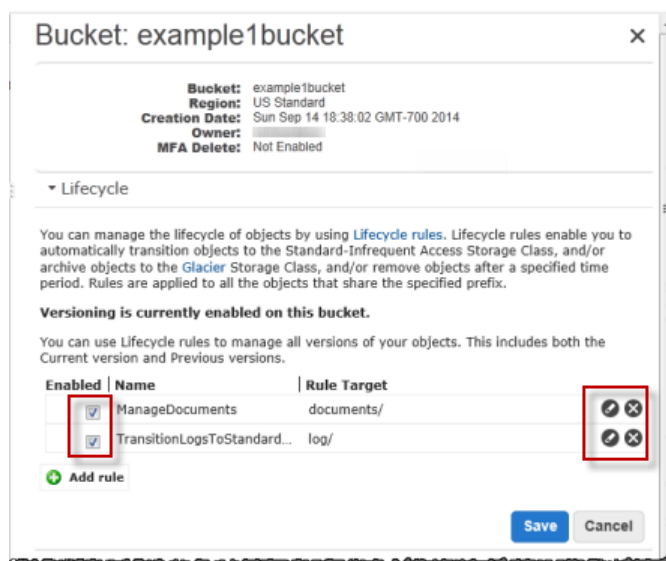 Bucket: example1bucket
Bucket: example1bucket
Region: US Standard
Creation Date: Sun Sep 14 18:38:02 GMT-700 2014
Owner:
MFA Delete: Not Enabled
Lifecycle
You can manage the lifecycle of objects by using Lifecycle rules. Lifecycle rules enable you to
automatically transition objects to the Standard-Infrequent Access Storage Class, and/or
archive objects to the Glacier Storage Class, and/or remove objects after a specified time
period. Rules are applied to all the objects that share the specified prefix.
Versioning is currently enabled on this bucket.
You can use Lifecycle rules to manage all versions of your objects. This includes both the
Current version and Previous versions.
Enabled Name Rule Target
ManageDocuments documents/
TransitionLogsToStandard... log/
Add rule
Save Cancel